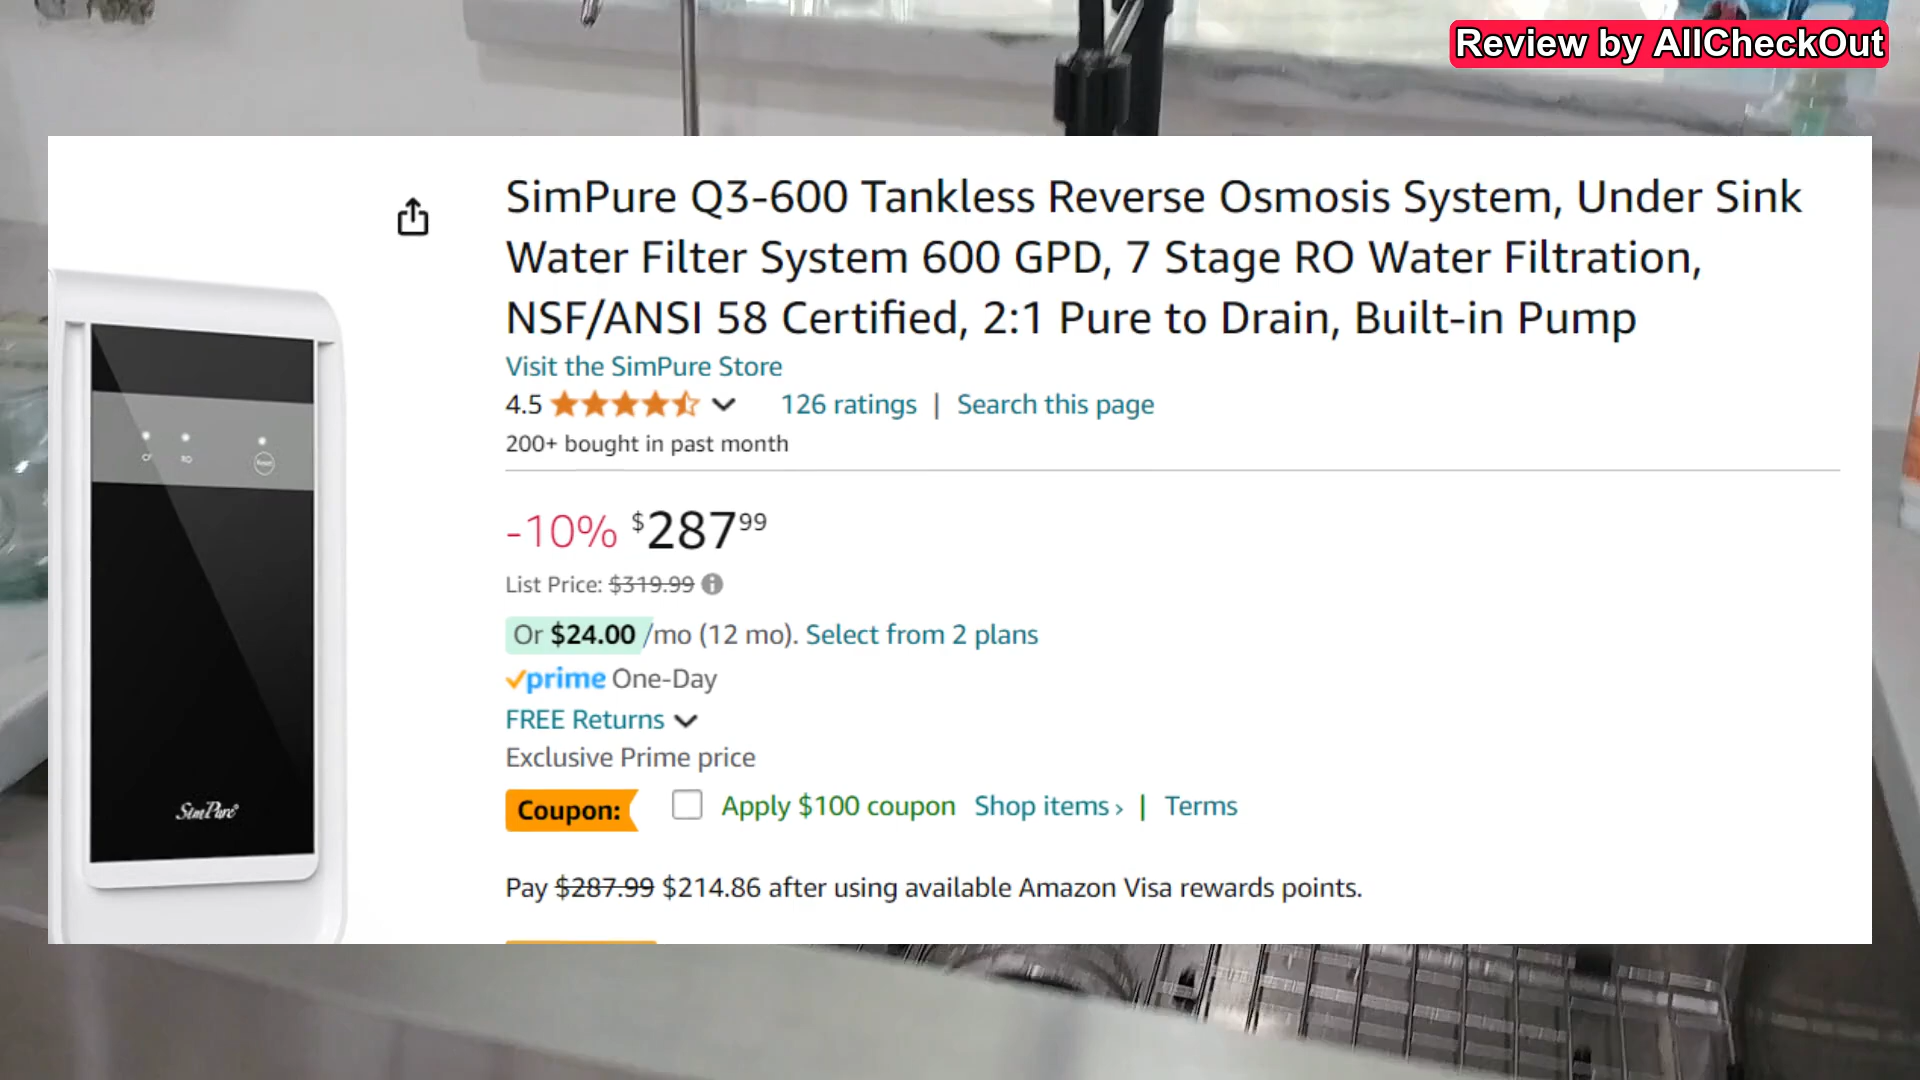 Review by AllCheckOut
SimPure Q3-600 Tankless Reverse Osmosis System, Under Sink
Water Filter System 600 GPD, 7 Stage RO Water Filtration,
NSF/ANSI 58 Certified, 2:1 Pure to Drain, Built-in Pump
Visit the SimPure Store
4.5 126 ratings | Search this page
200+ bought in past month
-10% $287.99
List Price: $319.99
Or $24.00 /mo (12 mo). Select from 2 plans
prime One-Day
FREE Returns
Exclusive Prime price
Coupon: Apply $100 coupon Shop items › | Terms
Pay $287.99 $214.86 after using available Amazon Visa rewards points.
RO
SimPure